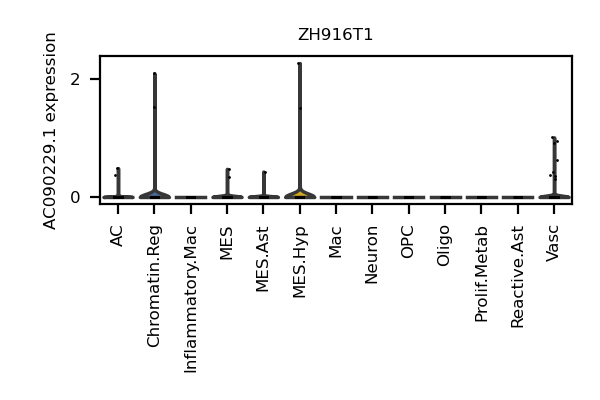 ZH916T1
AC090229.1 expression
2
0
AC
Chromatin.Reg
Inflammatory.Mac
MES
MES.Ast
MES.Hyp
Mac
Neuron
OPC
Oligo
Prolif.Metab
Reactive.Ast
Vasc